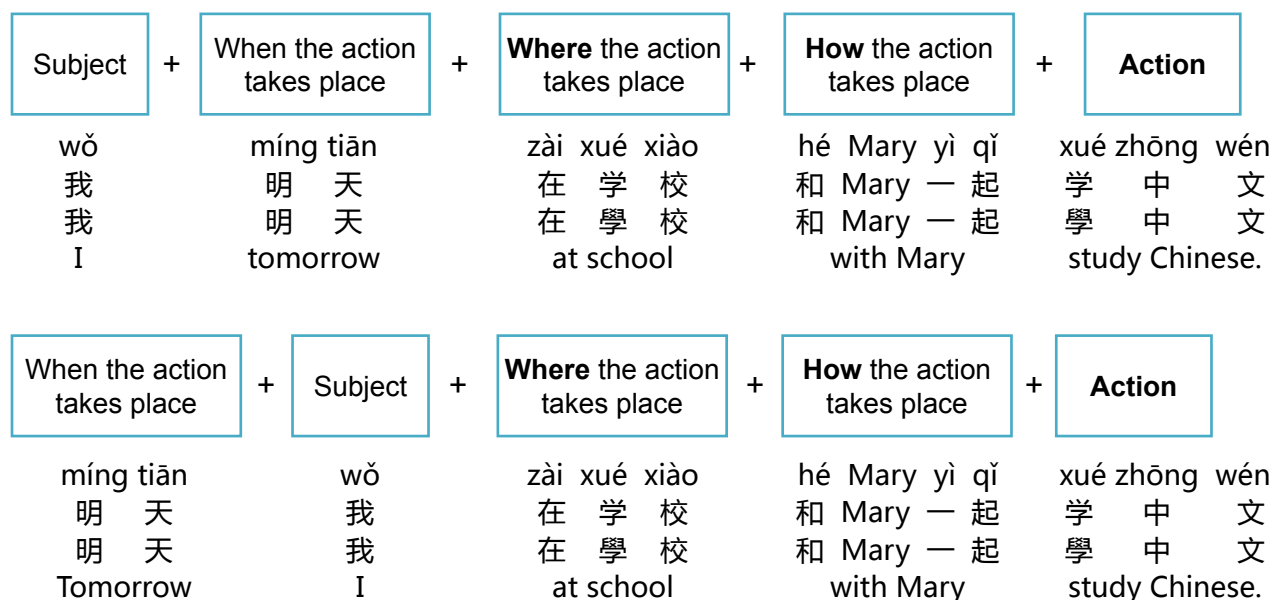 Subject + When the action takes place + Where the action takes place + How the action takes place + Action
wǒ míng tiān zài xué xiào hé Mary yì qǐ xué zhōng wén
我 明 天 在 学 校 和 Mary 一 起 学 中 文
我 明 天 在 學 校 和 Mary 一 起 學 中 文
I tomorrow at school with Mary study Chinese.
When the action takes place + Subject + Where the action takes place + How the action takes place + Action
míng tiān wǒ zài xué xiào hé Mary yì qǐ xué zhōng wén
明 天 我 在 学 校 和 Mary 一 起 学 中 文
明 天 我 在 學 校 和 Mary 一 起 學 中 文
Tomorrow I at school with Mary study Chinese.